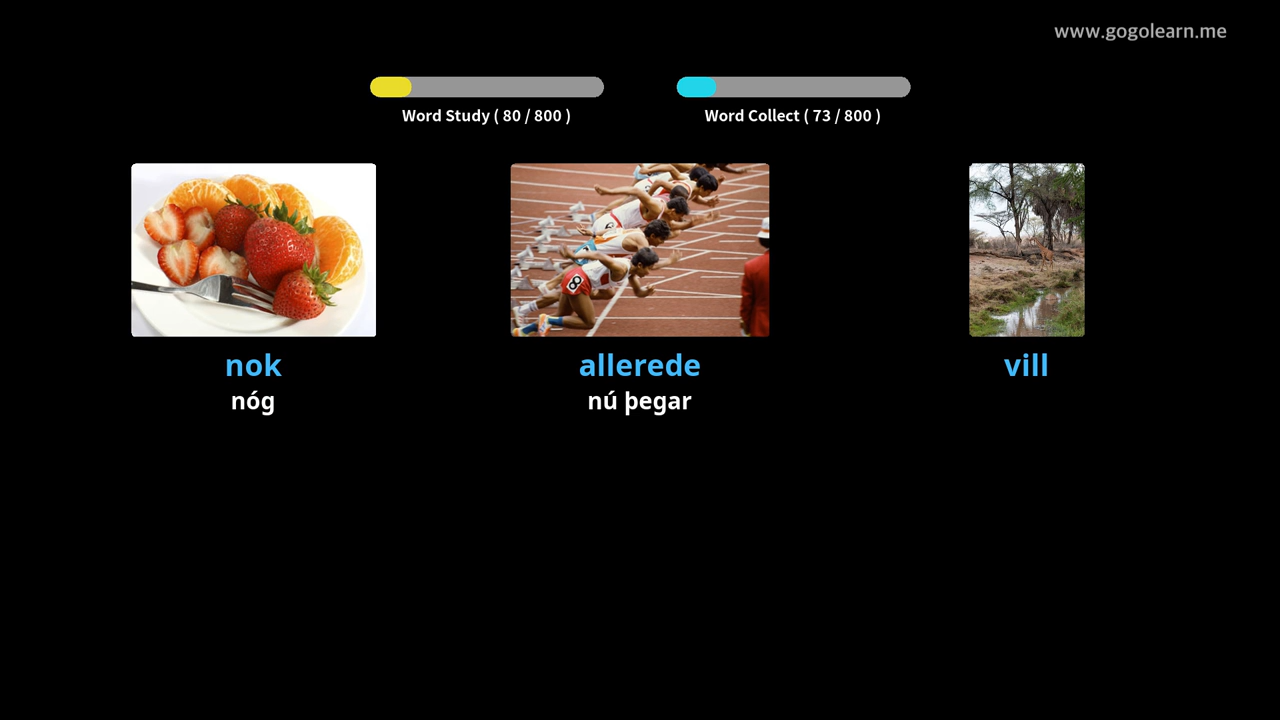 www.gogolearn.me
Word Study ( 80 / 800 )
Word Collect ( 73 / 800 )
nok
nóg
allerede
nú þegar
vill